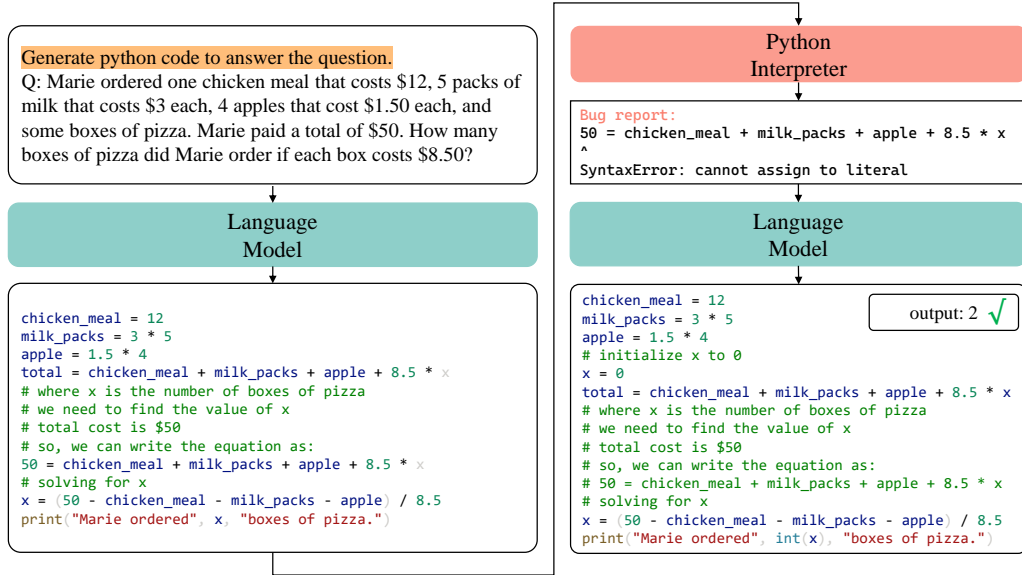 Generate python code to answer the question.
Q: Marie ordered one chicken meal that costs $12, 5 packs of
milk that costs $3 each, 4 apples that cost $1.50 each, and
some boxes of pizza. Marie paid a total of $50. How many
boxes of pizza did Marie order if each box costs $8.50?
Language
Model
chicken_meal = 12
milk_packs = 3 * 5
apple = 1.5 * 4
total = chicken_meal + milk_packs + apple + 8.5 * x
# where x is the number of boxes of pizza
# we need to find the value of x
# total cost is $50
# so, we can write the equation as:
50 = chicken_meal + milk_packs + apple + 8.5 * x
# solving for x
x = (50 - chicken_meal - milk_packs - apple) / 8.5
print("Marie ordered", x, "boxes of pizza.")
Python
Interpreter
Bug report:
50 = chicken_meal + milk_packs + apple + 8.5 * x
^
SyntaxError: cannot assign to literal
Language
Model
output: 2 √
chicken_meal = 12
milk_packs = 3 * 5
apple = 1.5 * 4
# initialize x to 0
x = 0
total = chicken_meal + milk_packs + apple + 8.5 * x
# where x is the number of boxes of pizza
# we need to find the value of x
# total cost is $50
# so, we can write the equation as:
# 50 = chicken_meal + milk_packs + apple + 8.5 * x
# solving for x
x = (50 - chicken_meal - milk_packs - apple) / 8.5
print("Marie ordered", int(x), "boxes of pizza.")